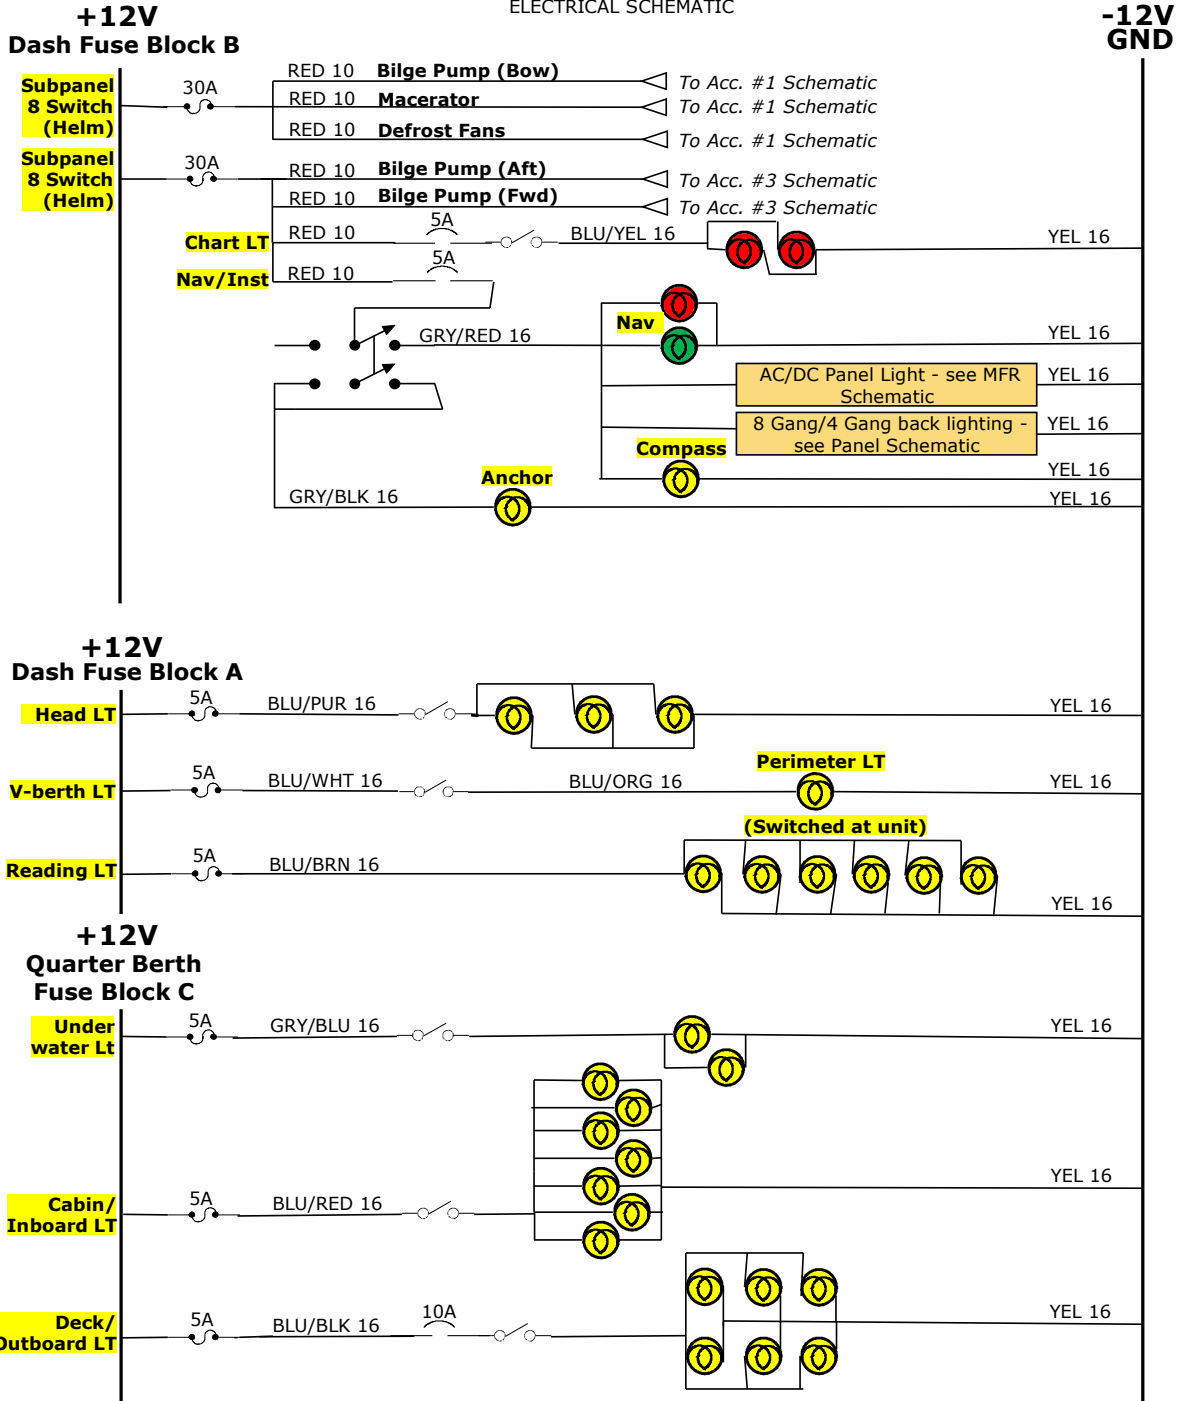 ELECTRICAL SCHEMATIC
+12V
Dash Fuse Block B
-12V
GND
Subpanel
8 Switch
(Helm)
30A
RED 10 Bilge Pump (Bow)
To Acc. #1 Schematic
RED 10 Macerator
To Acc. #1 Schematic
RED 10 Defrost Fans
To Acc. #1 Schematic
Subpanel
8 Switch
(Helm)
30A
RED 10 Bilge Pump (Aft)
To Acc. #3 Schematic
RED 10 Bilge Pump (Fwd)
To Acc. #3 Schematic
Chart LT
RED 10
5A
BLU/YEL 16
YEL 16
Nav/Inst
RED 10
5A
GRY/RED 16
Nav
YEL 16
AC/DC Panel Light - see MFR
Schematic
YEL 16
8 Gang/4 Gang back lighting -
see Panel Schematic
YEL 16
Compass
YEL 16
GRY/BLK 16
Anchor
YEL 16
+12V
Dash Fuse Block A
Head LT
5A
BLU/PUR 16
YEL 16
V-berth LT
5A
BLU/WHT 16
BLU/ORG 16
Perimeter LT
YEL 16
(Switched at unit)
Reading LT
5A
BLU/BRN 16
YEL 16
+12V
Quarter Berth
Fuse Block C
Under
water Lt
5A
GRY/BLU 16
YEL 16
Cabin/
Inboard LT
5A
BLU/RED 16
YEL 16
Deck/
Outboard LT
5A
BLU/BLK 16
10A
YEL 16